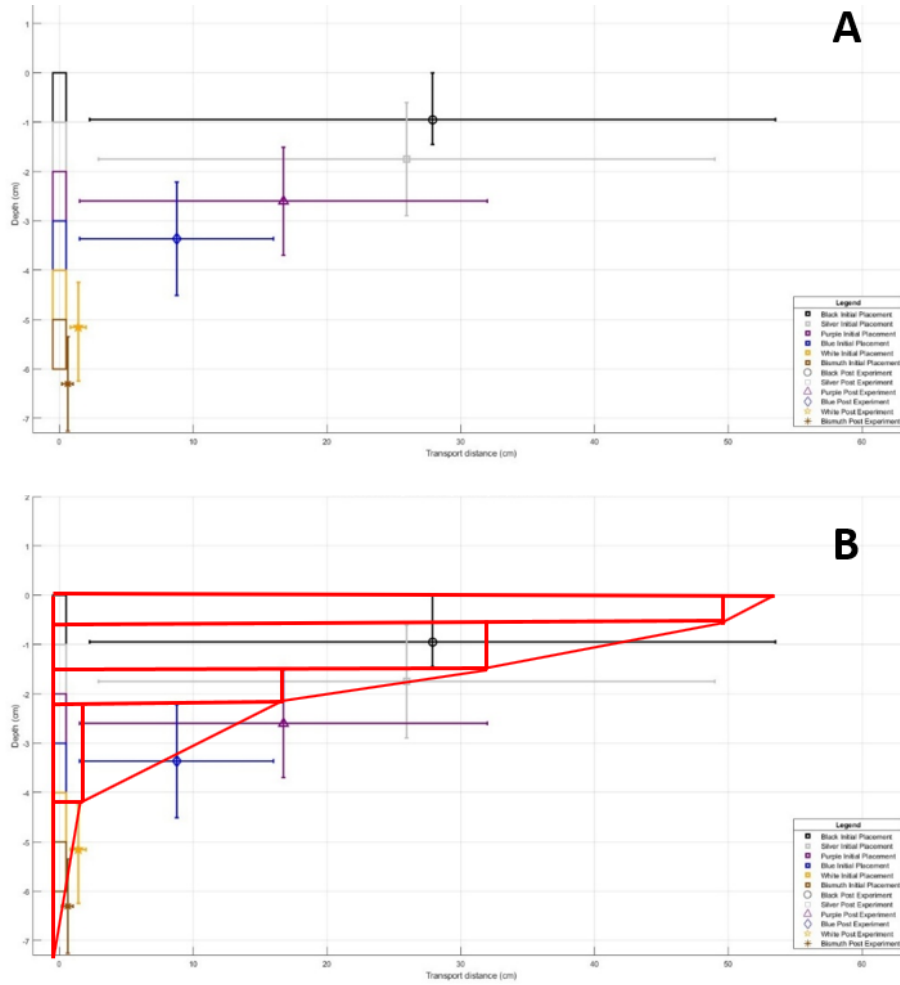 A
1
0
-1
-2
-3
-4
-5
-6
-7
Depth (cm)
0 10 20 30 40 50 60
Transport distance (cm)
Legend
Black Initial Placement
Silver Initial Placement
Purple Initial Placement
Blue Initial Placement
White Initial Placement
Bismuth Initial Placement
Black Post Experiment
Silver Post Experiment
Purple Post Experiment
Blue Post Experiment
White Post Experiment
Bismuth Post Experiment
B
2
1
0
-1
-2
-3
-4
-5
-6
-7
Depth (cm)
0 10 20 30 40 50 60
Transport distance (cm)
Legend
Black Initial Placement
Silver Initial Placement
Purple Initial Placement
Blue Initial Placement
White Initial Placement
Bismuth Initial Placement
Black Post Experiment
Silver Post Experiment
Purple Post Experiment
Blue Post Experiment
White Post Experiment
Bismuth Post Experiment